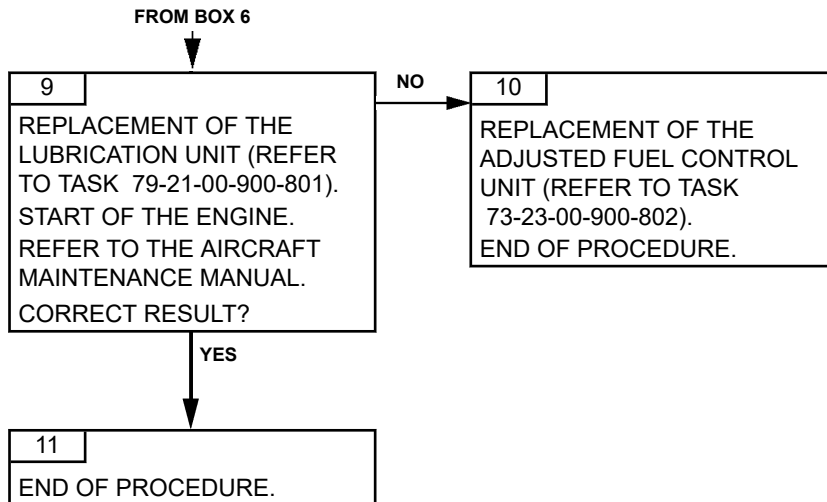 FROM BOX 6
9
REPLACEMENT OF THE
LUBRICATION UNIT (REFER
TO TASK 79-21-00-900-801).
START OF THE ENGINE.
REFER TO THE AIRCRAFT
MAINTENANCE MANUAL.
CORRECT RESULT?
NO
10
REPLACEMENT OF THE
ADJUSTED FUEL CONTROL
UNIT (REFER TO TASK
73-23-00-900-802).
END OF PROCEDURE.
YES
11
END OF PROCEDURE.